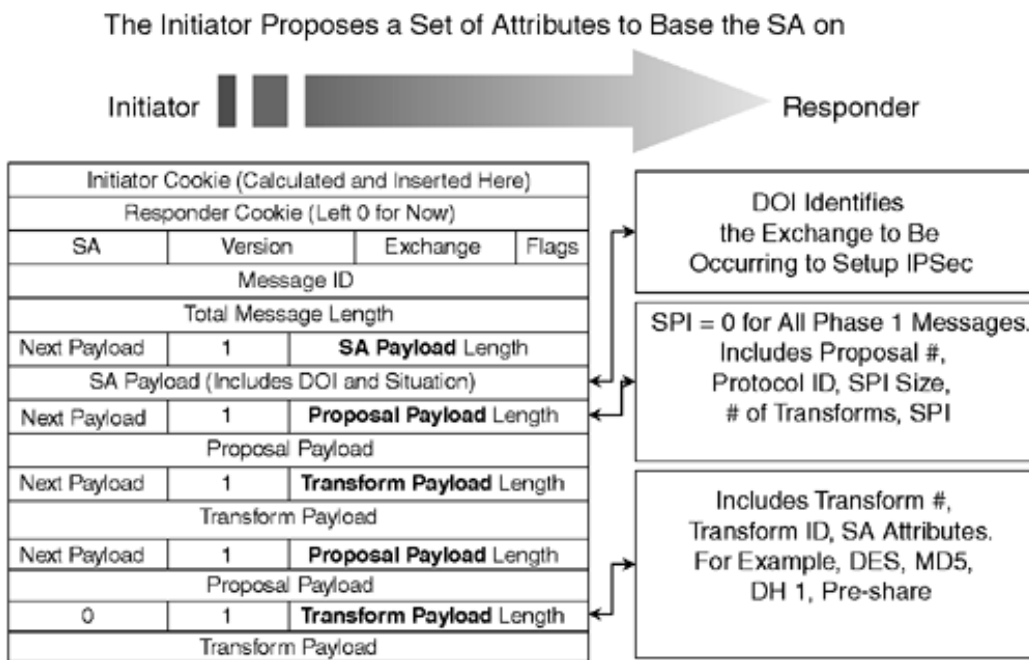 The Initiator Proposes a Set of Attributes to Base the SA on
Initiator
Responder
Initiator Cookie (Calculated and Inserted Here)
Responder Cookie (Left 0 for Now)
SA Version Exchange Flags
Message ID
Total Message Length
Next Payload 1 SA Payload Length
SA Payload (Includes DOI and Situation)
Next Payload 1 Proposal Payload Length
Proposal Payload
Next Payload 1 Transform Payload Length
Transform Payload
Next Payload 1 Proposal Payload Length
Proposal Payload
0 1 Transform Payload Length
Transform Payload
DOI Identifies
the Exchange to Be
Occurring to Setup IPSec
SPI = 0 for All Phase 1 Messages.
Includes Proposal #,
Protocol ID, SPI Size,
# of Transforms, SPI
Includes Transform #,
Transform ID, SA Attributes.
For Example, DES, MD5,
DH 1, Pre-share